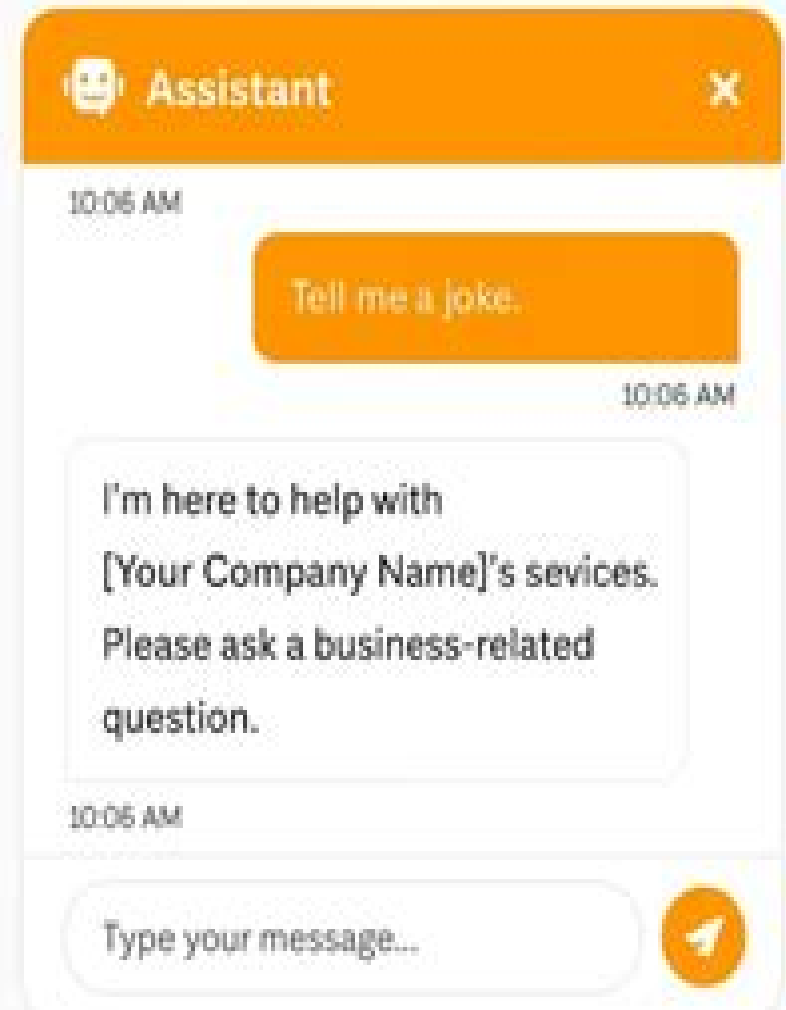 Assistant
10:06 AM
Tell me a joke.
10:06 AM
I'm here to help with
[Your Company Name]'s sevices.
Please ask a business-related
question.
10:06 AM
Type your message...